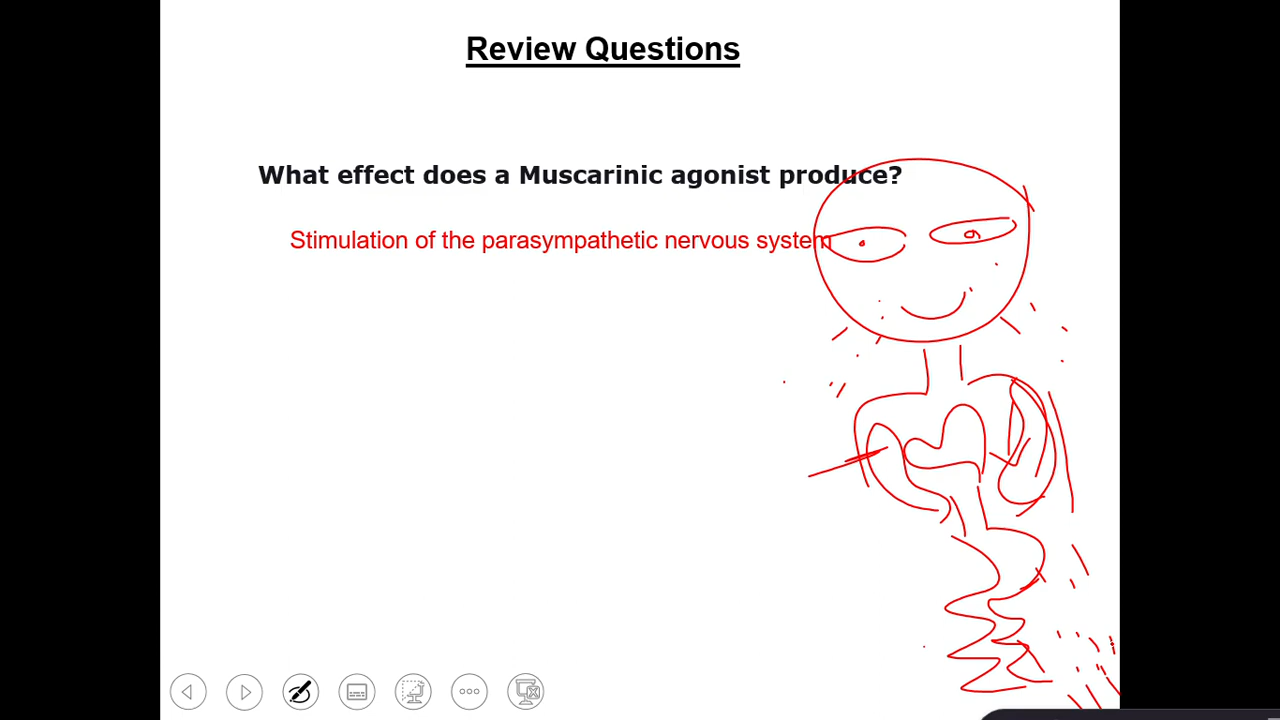 Review Questions
What effect does a Muscarinic agonist produce?
Stimulation of the parasympathetic nervous system